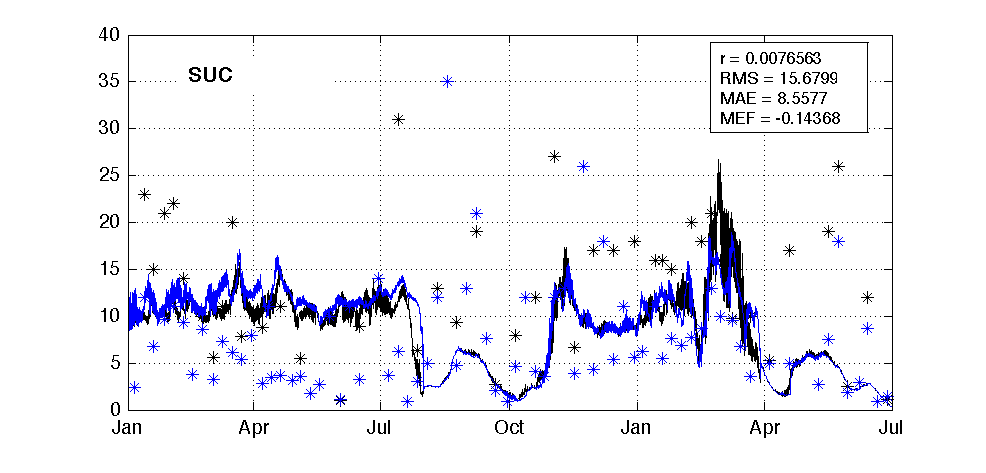 40
SUC
r = 0.0076563
RMS = 15.6799
MAE = 8.5577
MEF = -0.14368
35
30
25
20
15
10
5
0
Jan Apr Jul Oct Jan Apr Jul